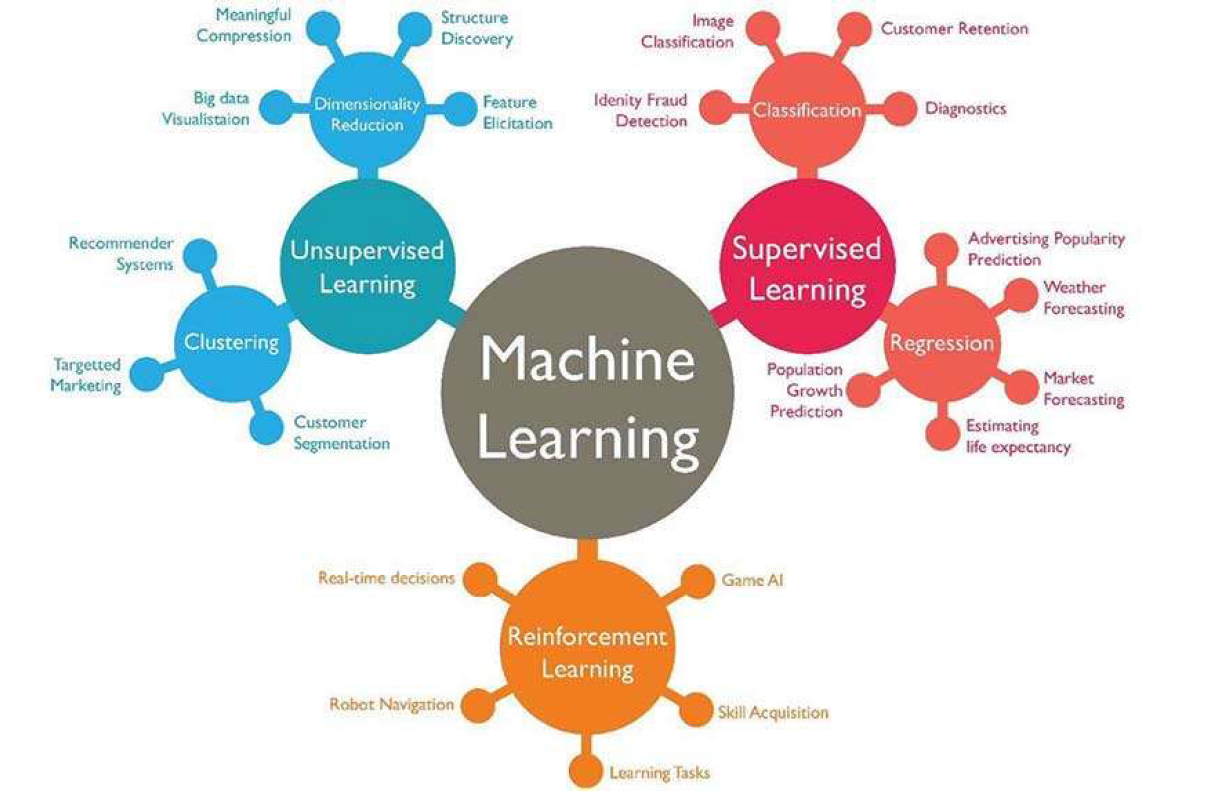 Meaningful
Compression
Structure
Discovery
Big data
Visualistaion
Dimensionality
Reduction
Feature
Elicitation
Image
Classification
Customer Retention
Idenity Fraud
Detection
Classification
Diagnostics
Unsupervised
Learning
Recommender
Systems
Clustering
Targetted
Marketing
Customer
Segmentation
Machine
Learning
Supervised
Learning
Advertising Popularity
Prediction
Weather
Forecasting
Regression
Population
Growth
Prediction
Market
Forecasting
Estimating
life expectancy
Real-time decisions
Game AI
Reinforcement
Learning
Robot Navigation
Skill Acquisition
Learning Tasks